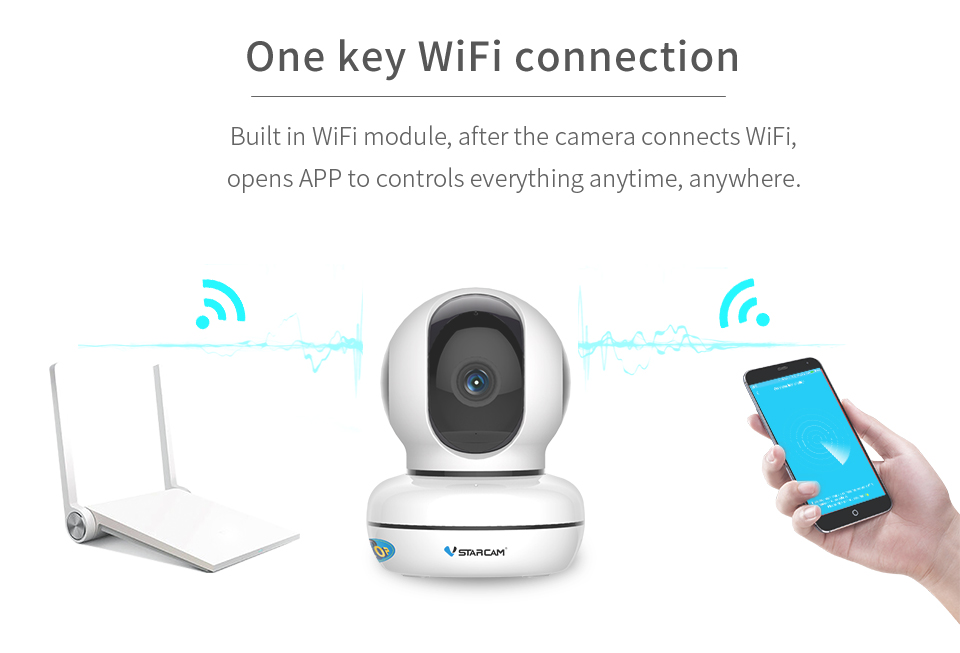 One key WiFi connection
Built in WiFi module, after the camera connects WiFi,
opens APP to controls everything anytime, anywhere.
VSTARCAM